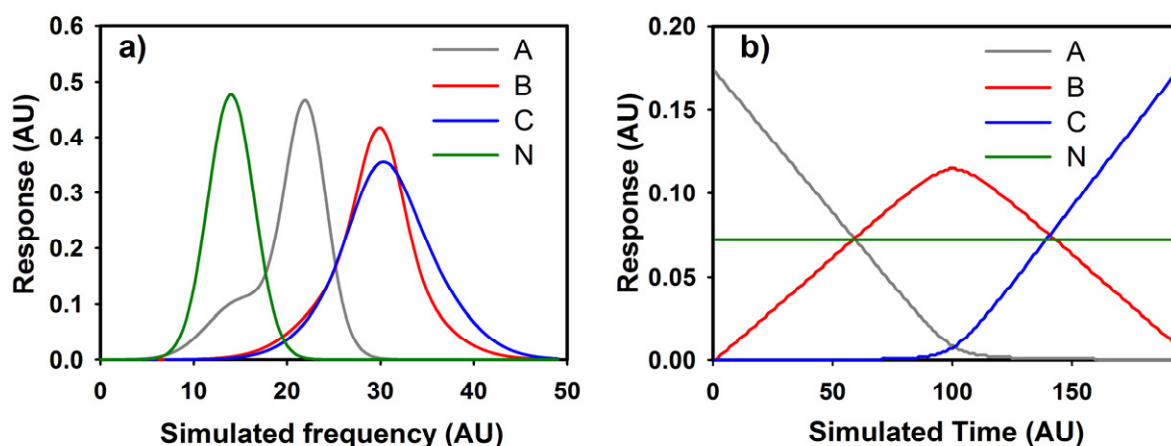 a)
Response (AU)
0.6
0.5
0.4
0.3
0.2
0.1
0.0
0 10 20 30 40 50
Simulated frequency (AU)
A
B
C
N
b)
Response (AU)
0.20
0.15
0.10
0.05
0.00
0 50 100 150
Simulated Time (AU)
A
B
C
N